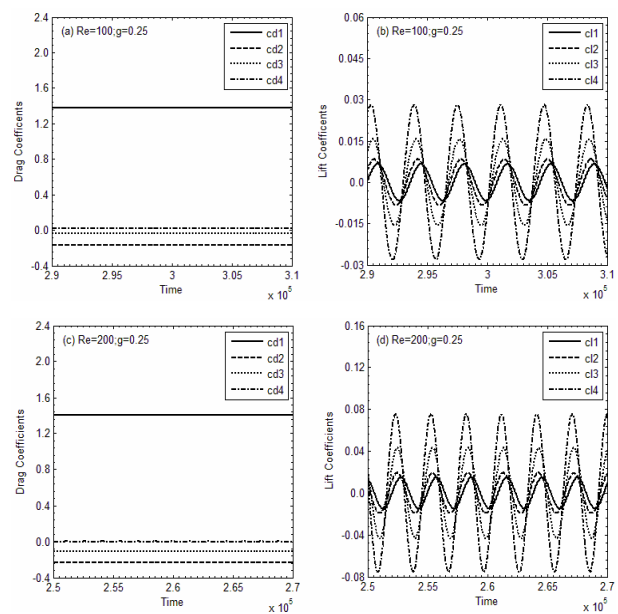 (a) Re=100;g=0.25
cd1
cd2
cd3
cd4
Drag Coefficients
2.4
2.0
1.6
1.2
0.8
0.4
0.0
-0.4
2.9 2.95 3 3.05 3.1
Time
x 10^5
(b) Re=100;g=0.25
cl1
cl2
cl3
cl4
Lift Coefficients
0.06
0.045
0.03
0.015
0.0
-0.015
-0.03
2.9 2.95 3 3.05 3.10
Time
x 10^5
(c) Re=200;g=0.25
cd1
cd2
cd3
cd4
Drag Coefficients
2.4
2.0
1.6
1.2
0.8
0.4
0.0
-0.4
2.5 2.55 2.6 2.65 2.7
Time
x 10^5
(d) Re=200;g=0.25
cl1
cl2
cl3
cl4
Lift Coefficients
0.16
0.12
0.08
0.04
0.0
-0.04
-0.08
2.5 2.55 2.6 2.65 2.7
Time
x 10^5